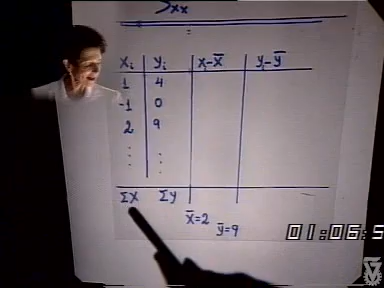 Sxx
=
xi yi xi-x̄ yi-ȳ
1 4
-1 0
2 9
⋮ ⋮
Σx Σy
x̄=2
ȳ=9
01:06:5